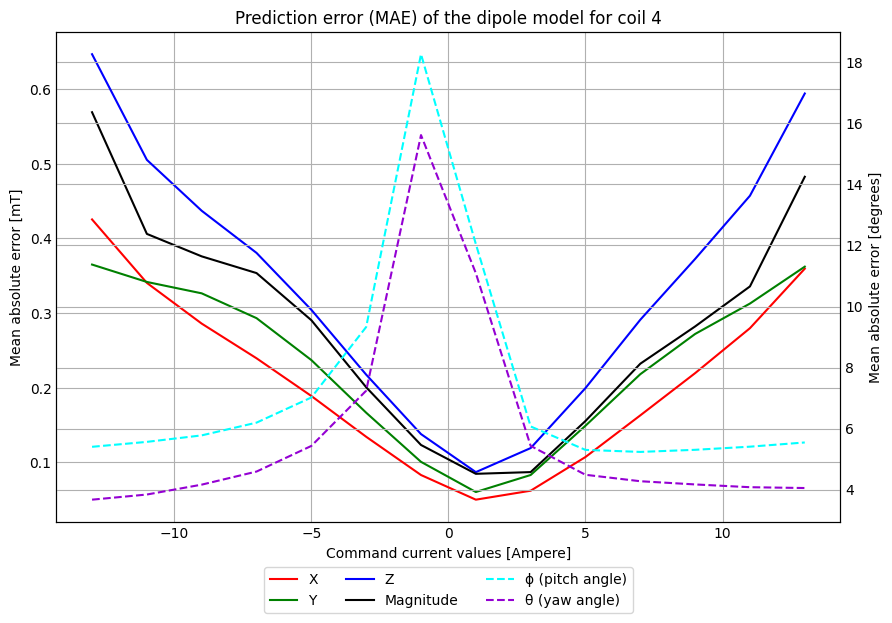 Prediction error (MAE) of the dipole model for coil 4
Mean absolute error [mT]
0.6
0.5
0.4
0.3
0.2
0.1
18
16
14
12
10
8
6
4
Mean absolute error [degrees]
−10
−5
0
5
10
Command current values [Ampere]
X
Y
Z
Magnitude
ϕ (pitch angle)
θ (yaw angle)